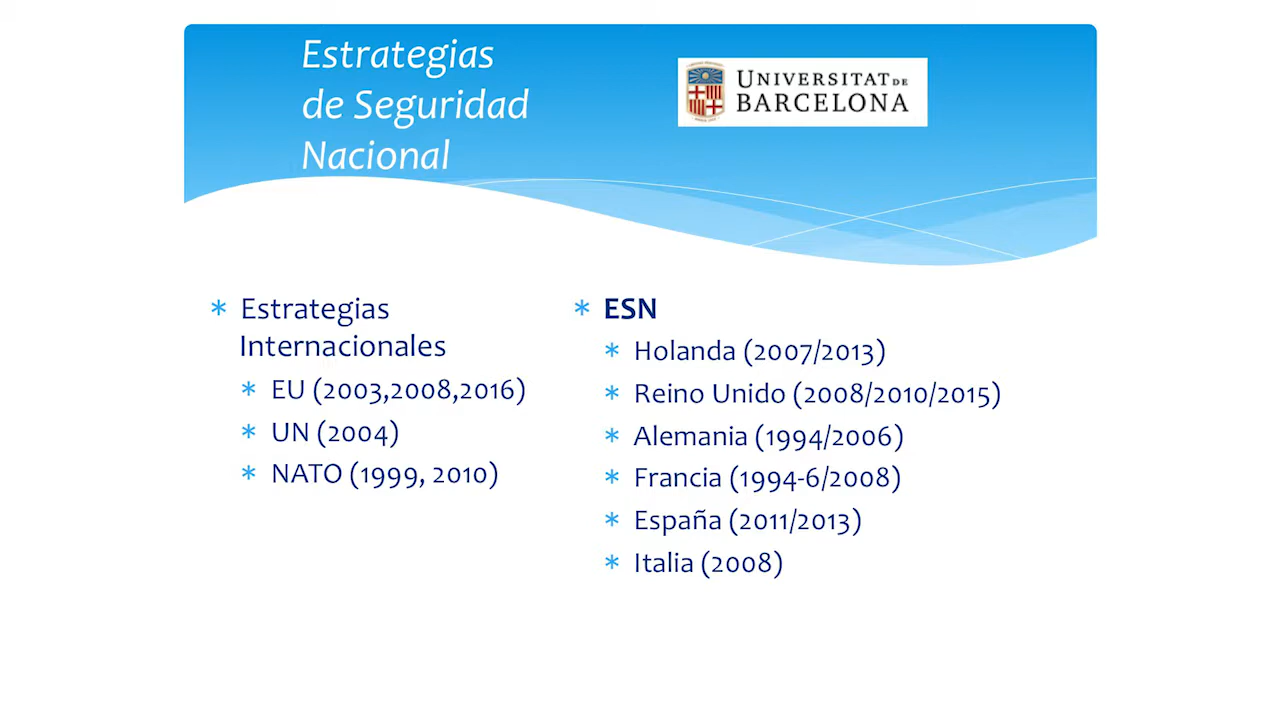 Estrategias
de Seguridad
Nacional
UNIVERSITAT DE
BARCELONA
* Estrategias
Internacionales
* EU (2003,2008,2016)
* UN (2004)
* NATO (1999, 2010)
* ESN
* Holanda (2007/2013)
* Reino Unido (2008/2010/2015)
* Alemania (1994/2006)
* Francia (1994-6/2008)
* España (2011/2013)
* Italia (2008)